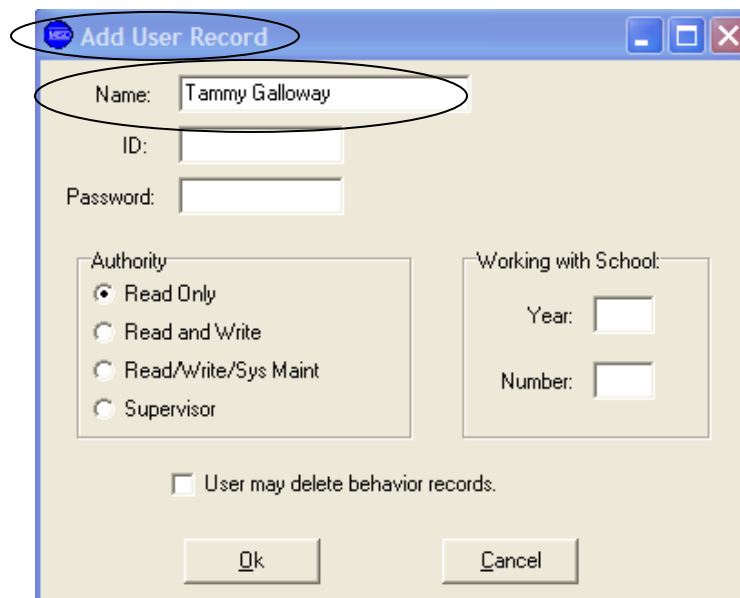 Add User Record
Name: Tammy Galloway
ID:
Password:
Authority
Read Only
Read and Write
Read/Write/Sys Maint
Supervisor
Working with School:
Year:
Number:
User may delete behavior records.
Ok
Cancel